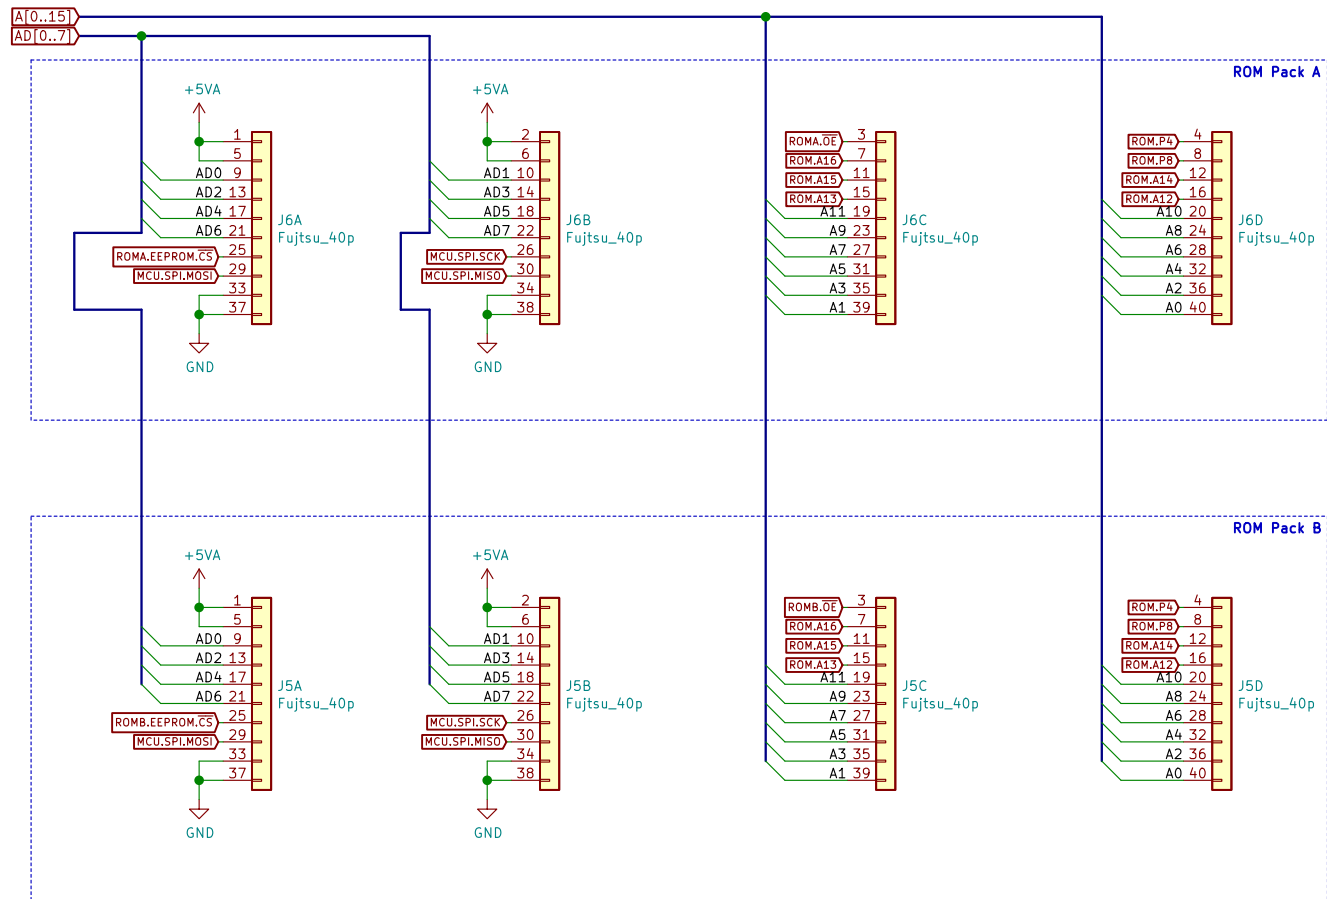 A[0..15]
AD[0..7]
ROM Pack A
+5VA
1
5
AD0 9
AD2 13
AD4 17
AD6 21
ROMA.EEPROM.CS 25
MCU.SPI.MOSI 29
33
37
J6A
Fujtsu_40p
GND
+5VA
2
6
AD1 10
AD3 14
AD5 18
AD7 22
MCU.SPI.SCK 26
MCU.SPI.MISO 30
34
38
J6B
Fujtsu_40p
GND
ROMA.OE 3
ROM.A16 7
ROM.A15 11
ROM.A13 15
A11 19
A9 23
A7 27
A5 31
A3 35
A1 39
J6C
Fujtsu_40p
ROM.P4 4
ROM.P8 8
ROM.A14 12
ROM.A12 16
A10 20
A8 24
A6 28
A4 32
A2 36
A0 40
J6D
Fujtsu_40p
ROM Pack B
+5VA
1
5
AD0 9
AD2 13
AD4 17
AD6 21
ROMB.EEPROM.CS 25
MCU.SPI.MOSI 29
33
37
J5A
Fujtsu_40p
GND
+5VA
2
6
AD1 10
AD3 14
AD5 18
AD7 22
MCU.SPI.SCK 26
MCU.SPI.MISO 30
34
38
J5B
Fujtsu_40p
GND
ROMB.OE 3
ROM.A16 7
ROM.A15 11
ROM.A13 15
A11 19
A9 23
A7 27
A5 31
A3 35
A1 39
J5C
Fujtsu_40p
ROM.P4 4
ROM.P8 8
ROM.A14 12
ROM.A12 16
A10 20
A8 24
A6 28
A4 32
A2 36
A0 40
J5D
Fujtsu_40p